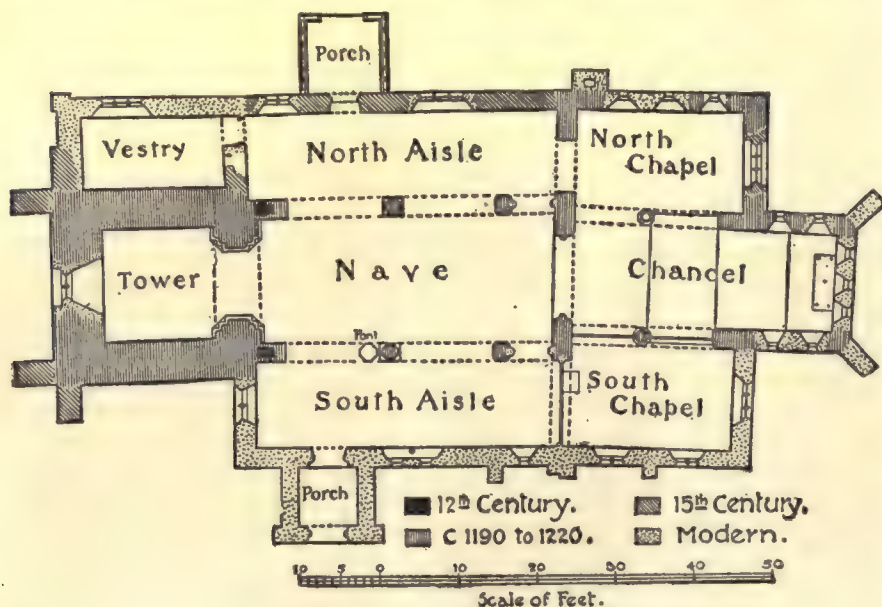 Porch
Vestry
North Aisle
North
Chapel
Tower
Nave
Chancel
Font
South Aisle
South
Chapel
Porch
12th Century.
15th Century.
C 1190 to 1220.
Modern.
10 5 0 10 20 30 40 50
Scale of Feet.